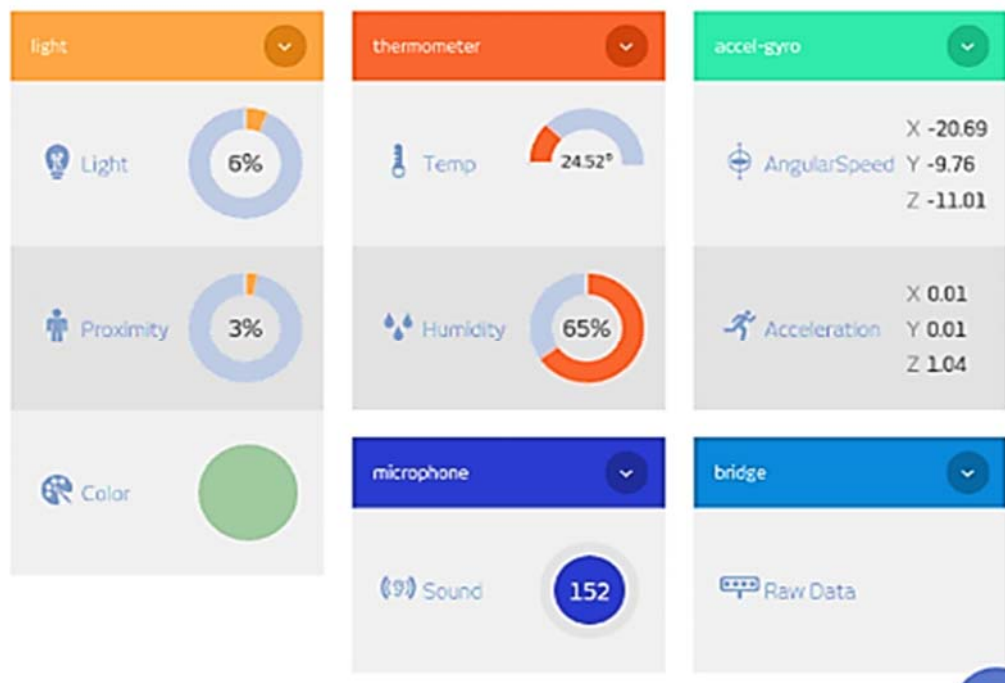 light
Light
6%
Proximity
3%
Color
thermometer
Temp
24.52°
Humidity
65%
accel-gyro
AngularSpeed
X -20.69
Y -9.76
Z -11.01
Acceleration
X 0.01
Y 0.01
Z 1.04
microphone
Sound
152
bridge
Raw Data